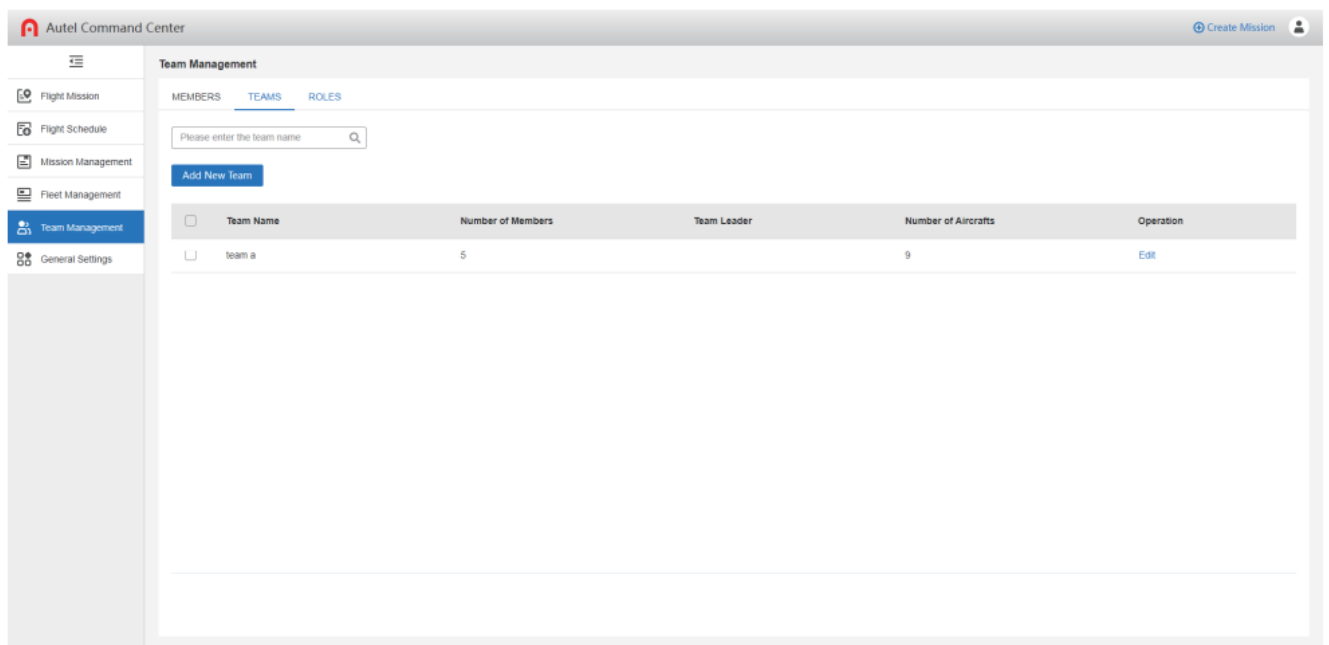 Autel Command Center
Create Mission
Team Management
Flight Mission
MEMBERS TEAMS ROLES
Flight Schedule
Please enter the team name
Mission Management
Add New Team
Fleet Management
Team Management
Team Name Number of Members Team Leader Number of Aircrafts Operation
General Settings
team a 5 9 Edit